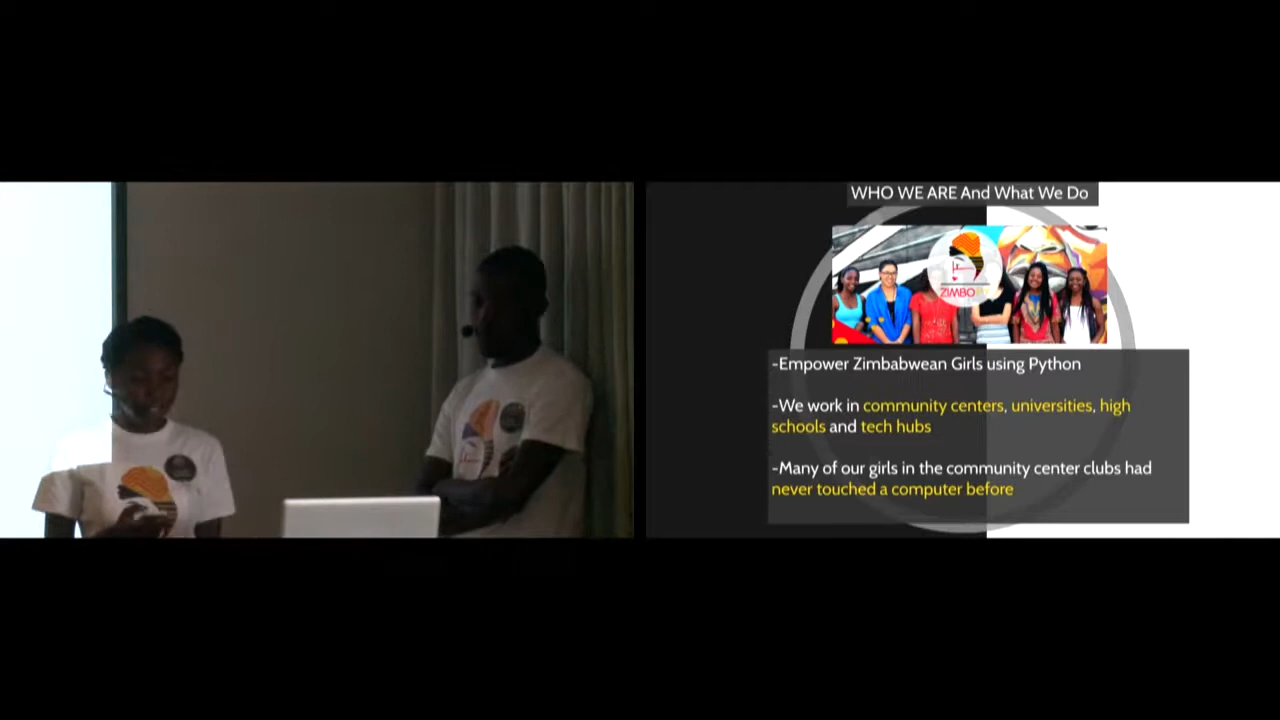 WHO WE ARE And What We Do
ZIMBO
-Empower Zimbabwean Girls using Python
-We work in community centers, universities, high
schools and tech hubs
-Many of our girls in the community center clubs had
never touched a computer before